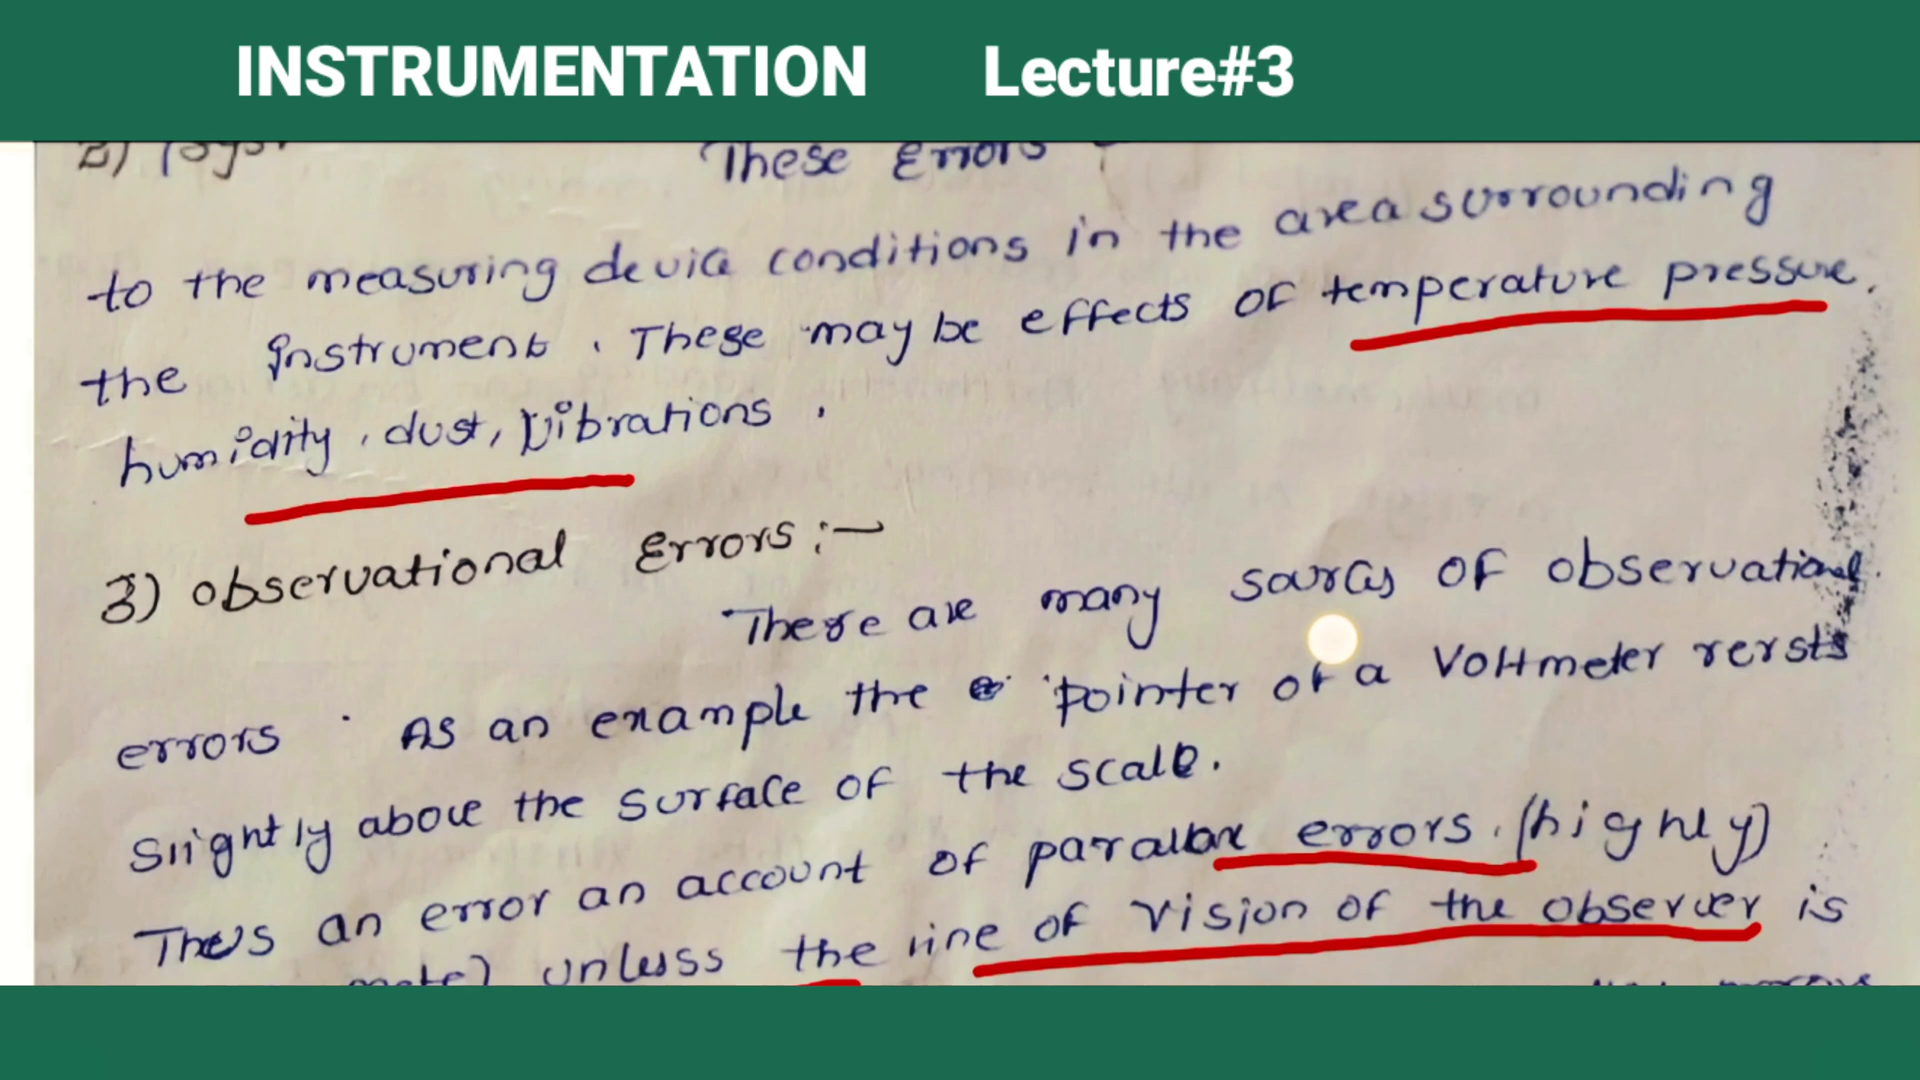 INSTRUMENTATION Lecture#3
2) These Errors
to the measuring device conditions in the area surrounding
the instrument. These may be effects of temperature pressure,
humidity, dust, vibrations.
3) observational Errors:-
There are many sources of observational
errors. As an example the pointer of a Voltmeter rersts
slightly above the surface of the scale.
Thus an error an account of parallax errors. (highly)
unless the line of vision of the observer is